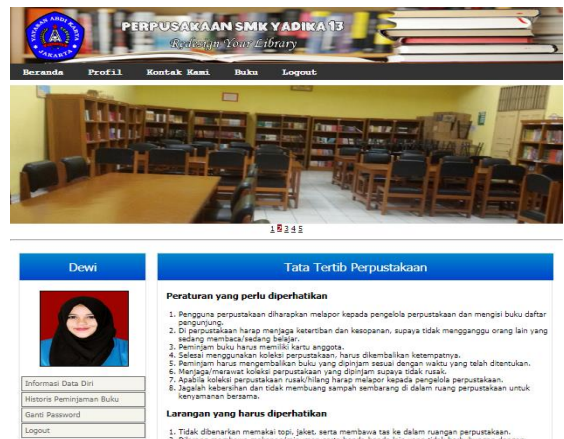 YAYASAN ABDI KARYA
JAKARTA
PERPUSAKAAN SMK YADIKA 13
Redesign Your Library
Beranda Profil Kontak Kami Buku Logout
1 2 3 4 5
Dewi
Informasi Data Diri
Historis Peminjaman Buku
Ganti Password
Logout
Tata Tertib Perpustakaan
Peraturan yang perlu diperhatikan
1. Pengguna perpustakaan diharapkan melapor kepada pengelola perpustakaan dan mengisi buku daftar
pengunjung.
2. Di perpustakaan harap menjaga ketertiban dan kesopanan, supaya tidak mengganggu orang lain yang
sedang membaca/sedang belajar.
3. Peminjam buku harus memiliki kartu anggota.
4. Selesai menggunakan koleksi perpustakaan, harus dikembalikan ketempatnya.
5. Peminjam harus mengembalikan buku yang dipinjam sesuai dengan waktu yang telah ditentukan.
6. Menjaga/merawat koleksi perpustakaan yang dipinjam supaya tidak rusak.
7. Apabila koleksi perpustakaan rusak/hilang harap melapor kepada pengelola perpustakaan.
8. Jagalah kebersihan dan tidak membuang sampah sembarang di dalam ruang perpustakaan untuk
kenyamanan bersama.
Larangan yang harus diperhatikan
1. Tidak dibenarkan memakai topi, jaket, serta membawa tas ke dalam ruangan perpustakaan.